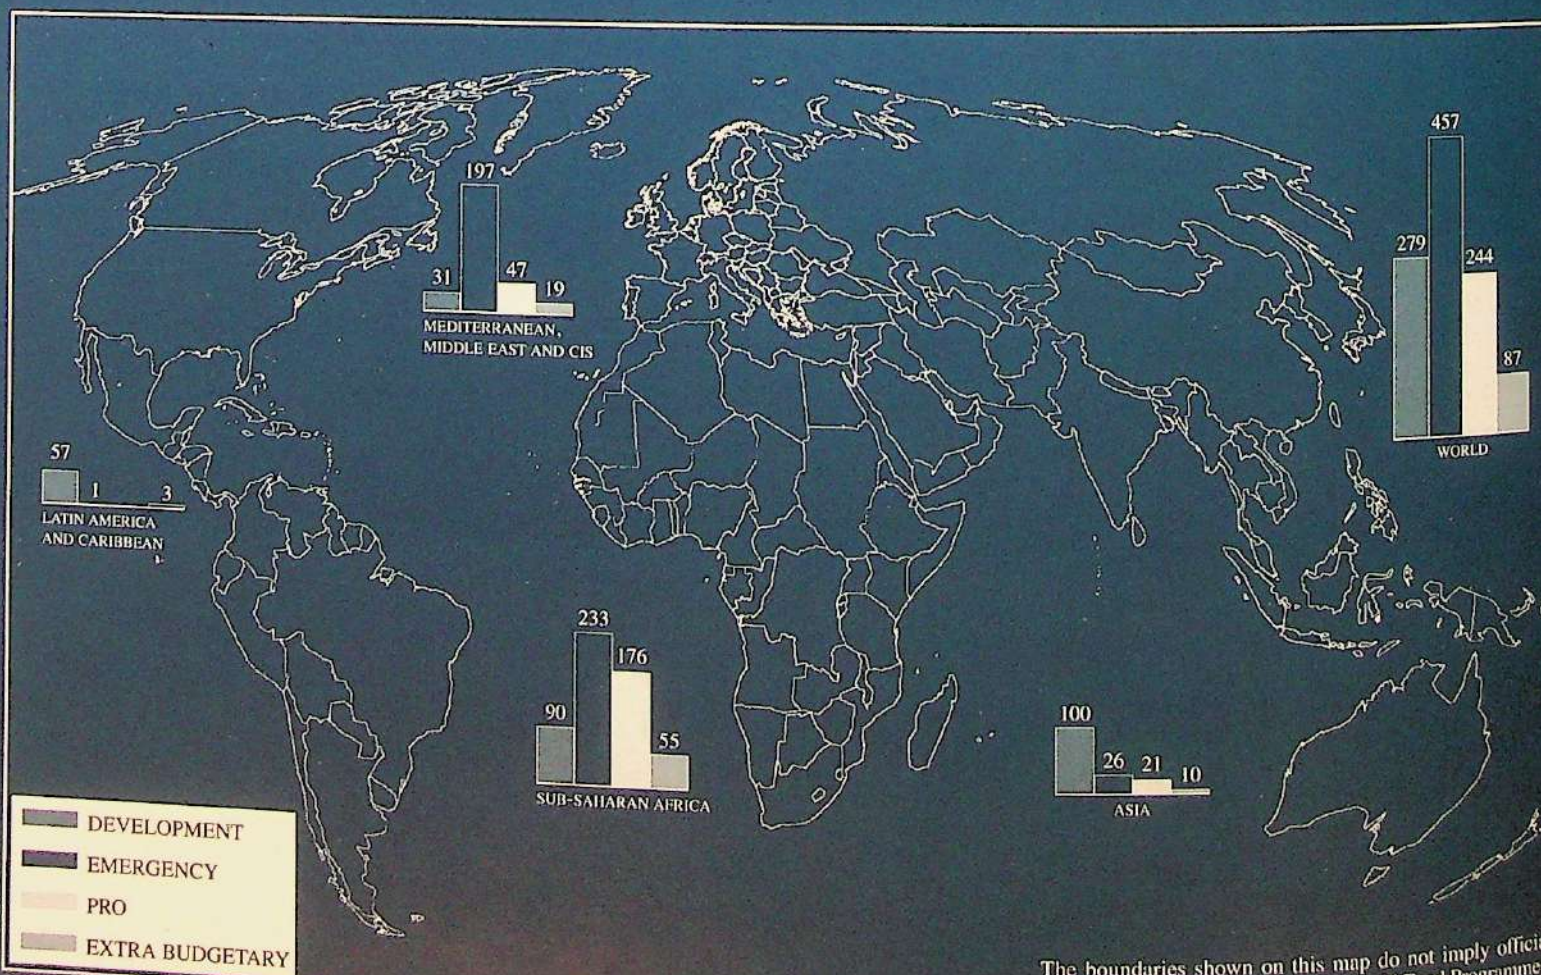 197
31
47
19
MEDITERRANEAN,
MIDDLE EAST AND CIS
457
279
244
87
WORLD
57
1
3
LATIN AMERICA
AND CARIBBEAN
233
90
176
55
SUB-SAHARAN AFRICA
100
26
21
10
ASIA
DEVELOPMENT
EMERGENCY
PRO
EXTRA BUDGETARY
The boundaries shown on this map do not imply